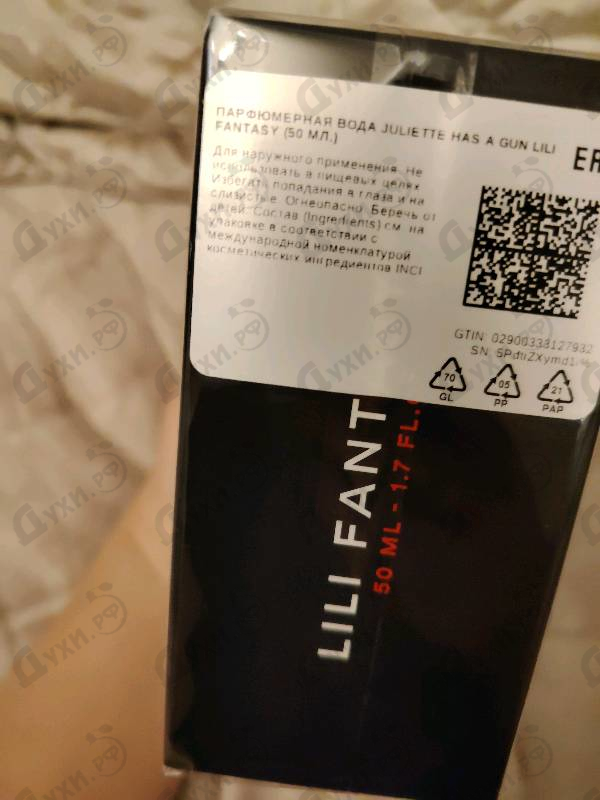 ПАРФЮМЕРНАЯ ВОДА JULIETTE HAS A GUN LILI
FANTASY (50 МЛ.)
Для наружного применения. Не
использовать в пищевых целях.
Избегать попадания в глаза и на
слизистые. Огнеопасно. Беречь от
детей. Состав (Ingredients) см. на
упаковке в соответствии с
международной номенклатурой
косметических ингредиентов INCI
GTIN: 02900333127932
70
GL
05
PP
21
PAP
LILI FANT
50 ML - 1.7 FL.
Духи.РФ